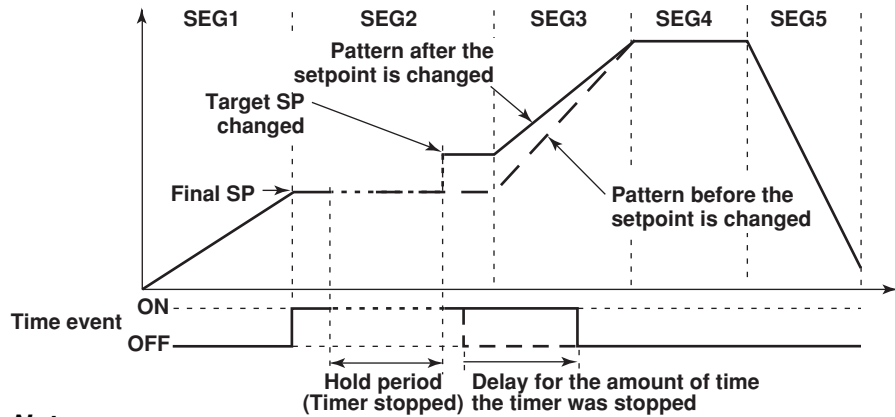 SEG1 SEG2 SEG3 SEG4 SEG5
Pattern after the
setpoint is changed
Target SP
changed
Final SP
Pattern before the
setpoint is changed
ON
Time event
OFF
Hold period
(Timer stopped)
Delay for the amount of time
the timer was stopped